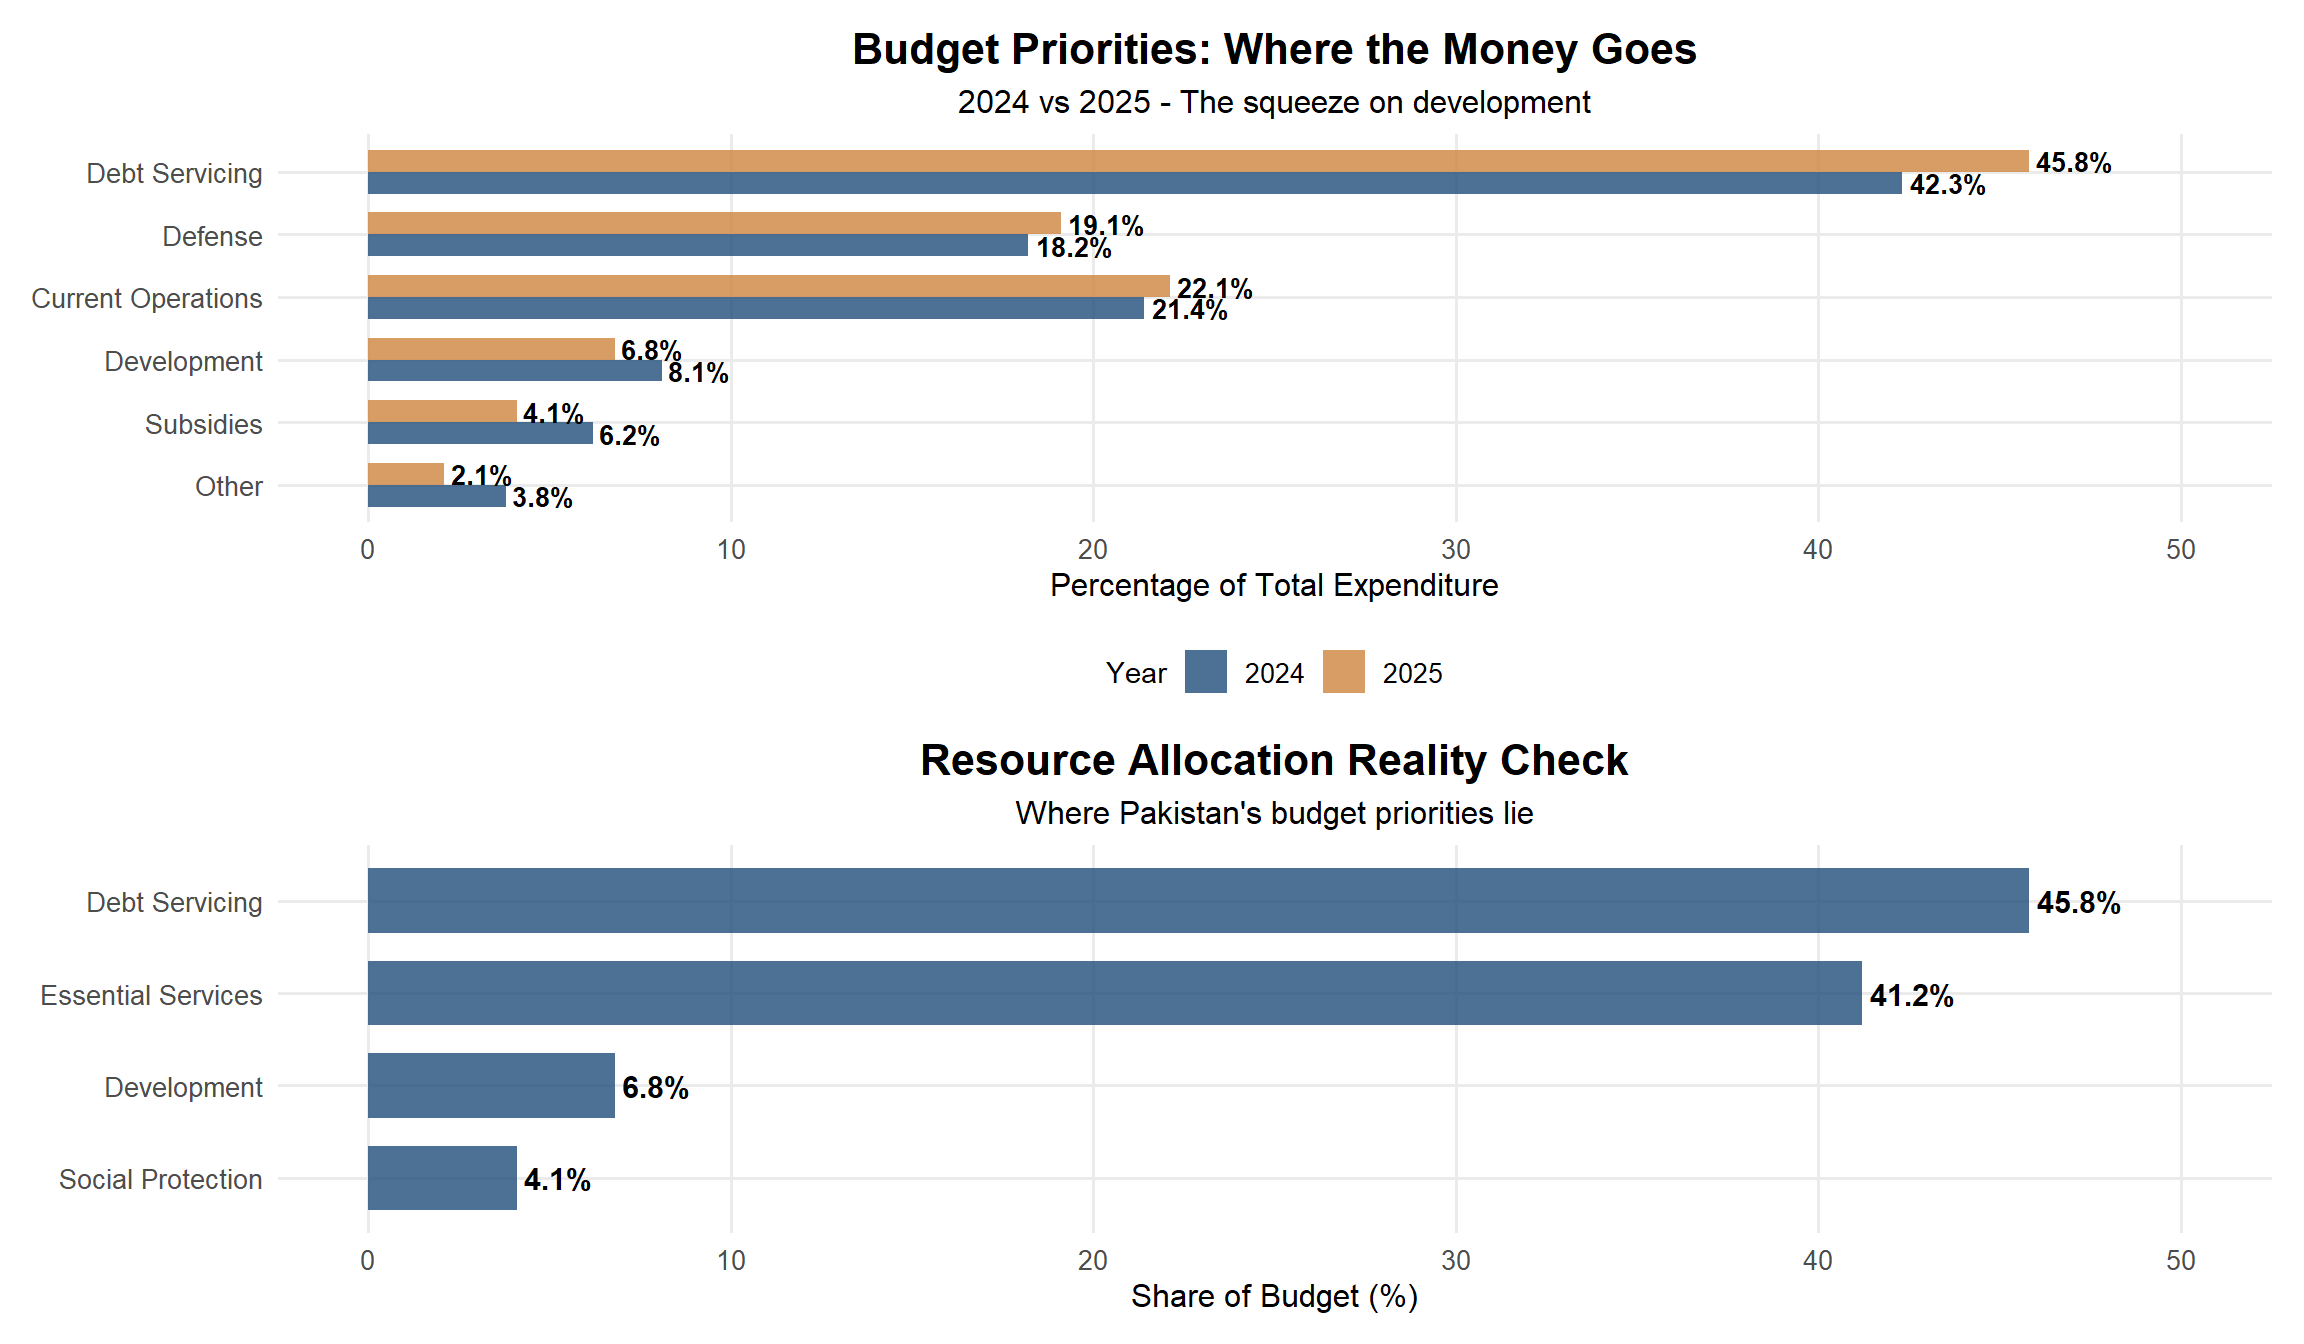 Budget Priorities: Where the Money Goes
2024 vs 2025 - The squeeze on development
Debt Servicing
45.8%
42.3%
Defense
19.1%
18.2%
Current Operations
22.1%
21.4%
Development
6.8%
8.1%
Subsidies
4.1%
6.2%
Other
2.1%
3.8%
0 10 20 30 40 50
Percentage of Total Expenditure
Year 2024 2025
Resource Allocation Reality Check
Where Pakistan's budget priorities lie
Debt Servicing 45.8%
Essential Services 41.2%
Development 6.8%
Social Protection 4.1%
0 10 20 30 40 50
Share of Budget (%)